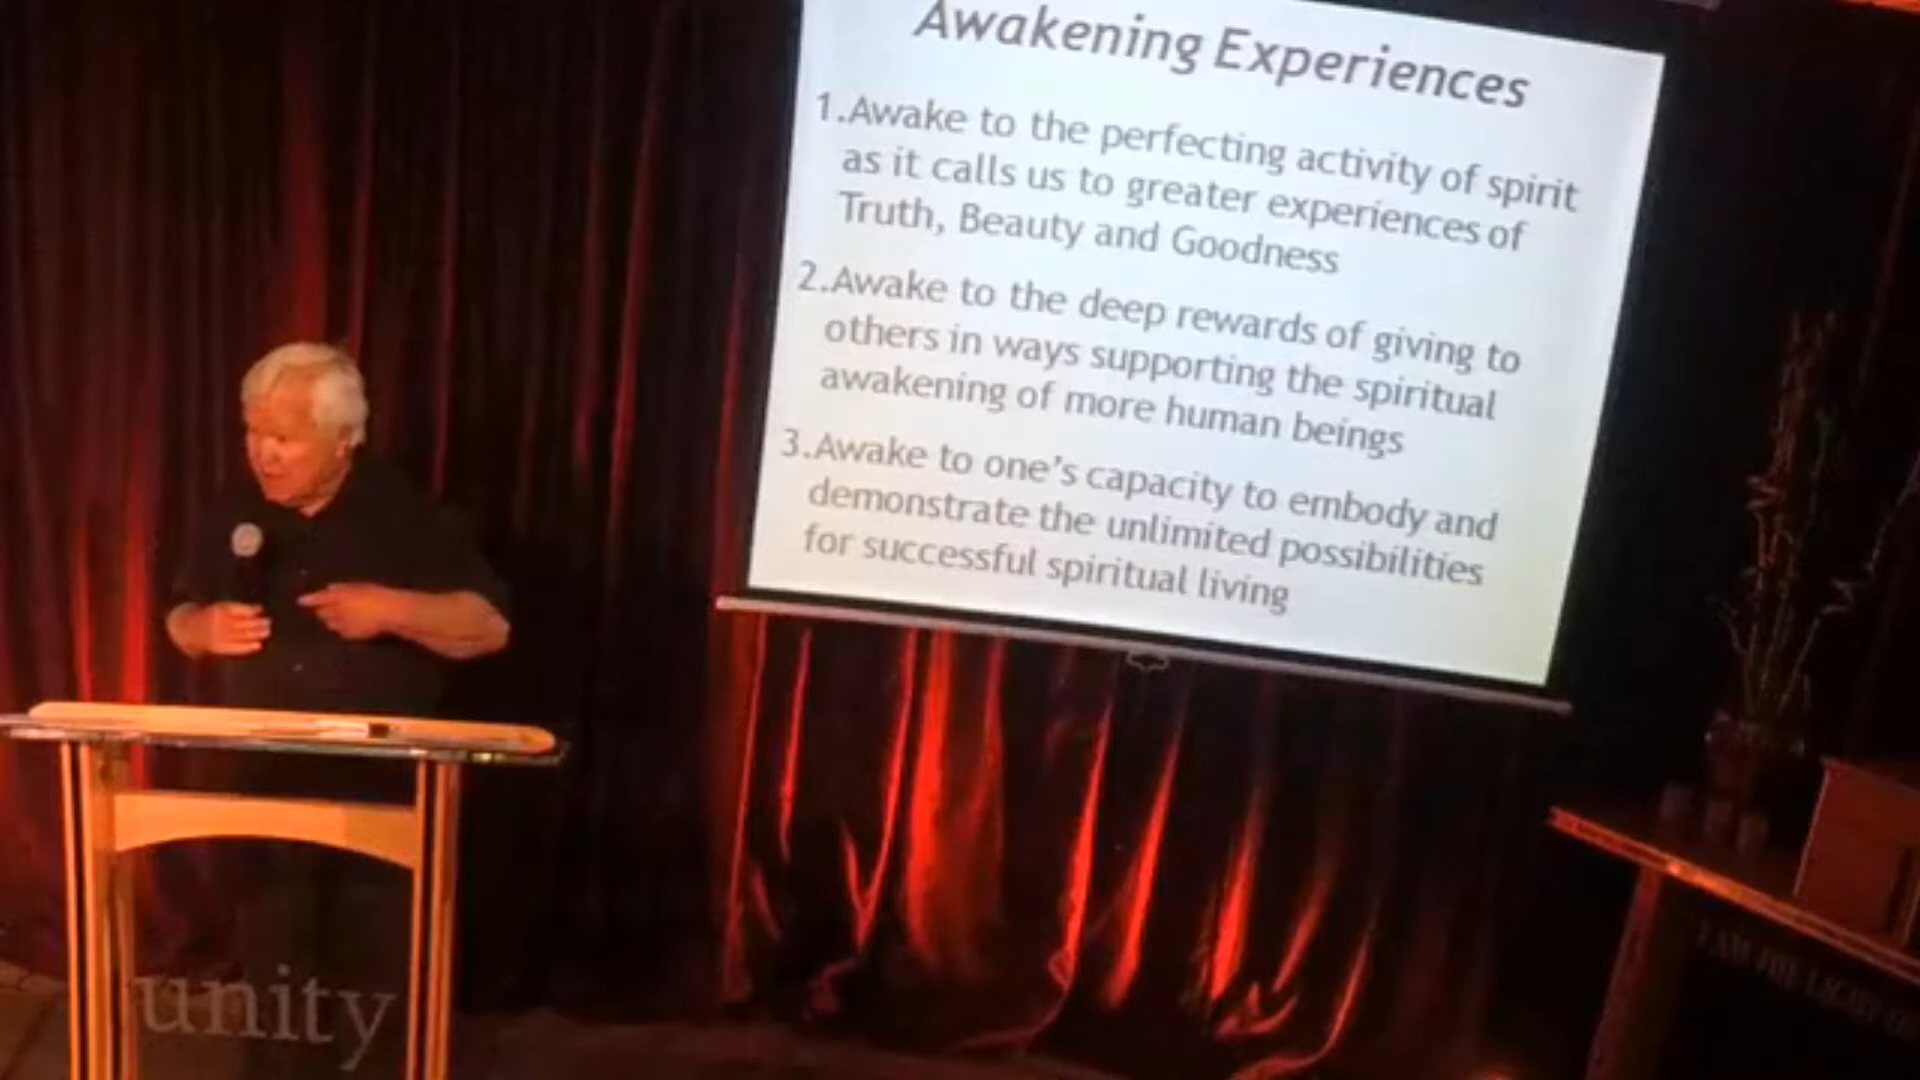 Awakening Experiences
1.Awake to the perfecting activity of spirit
as it calls us to greater experiences of
Truth, Beauty and Goodness
2.Awake to the deep rewards of giving to
others in ways supporting the spiritual
awakening of more human beings
3.Awake to one's capacity to embody and
demonstrate the unlimited possibilities
for successful spiritual living
unity
I AM THE LIGHT